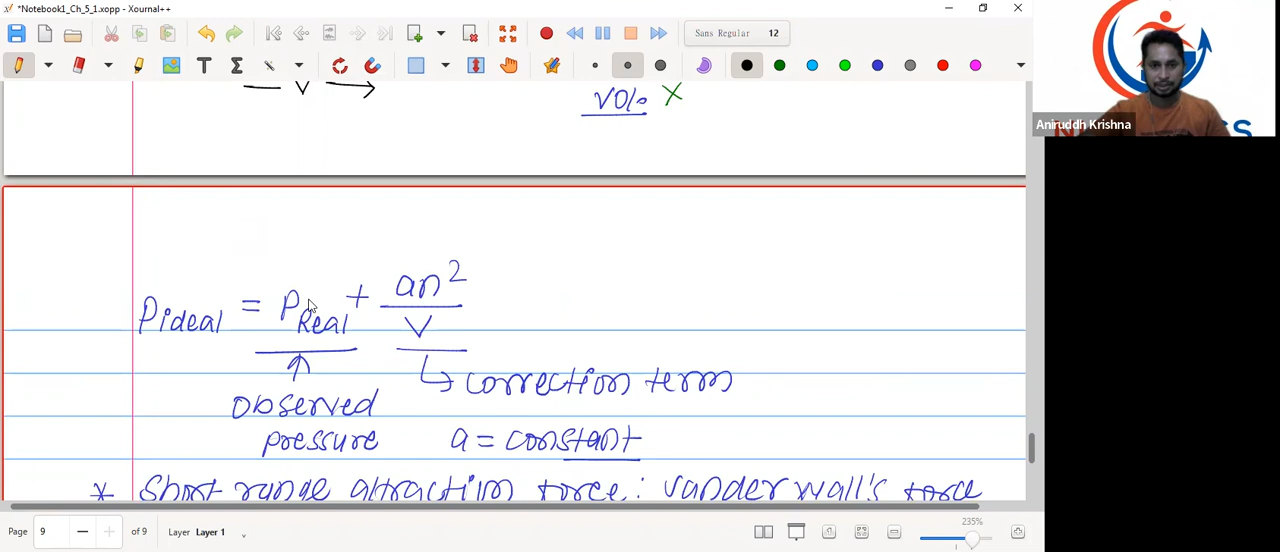 *Notebook1_Ch_5_1.xopp - Xournal++
Sans Regular 12
V
Vol.
X
Aniruddh Krishna
Pideal = PReal + an²/V
correction term
observed
pressure
a = constant
* Short range attraction force: vander wall's force
Page 9 of 9 Layer Layer 1 235%